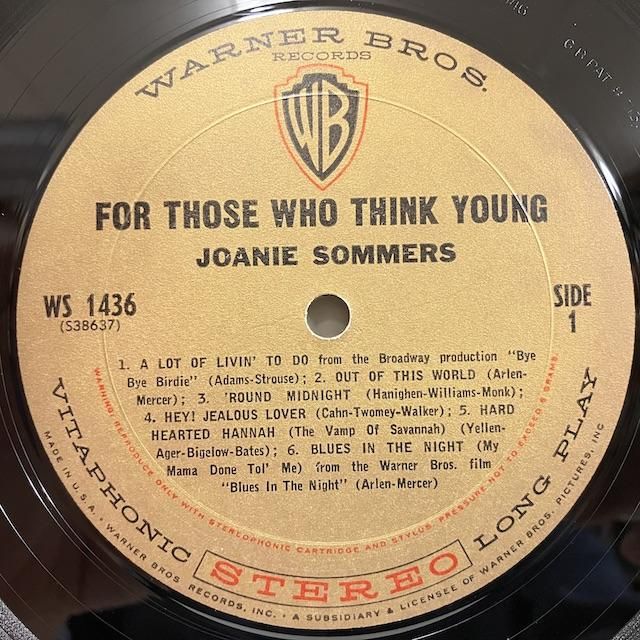 WARNER BROS.
RECORDS
WB
FOR THOSE WHO THINK YOUNG
JOANIE SOMMERS
WS 1436
(S38637)
SIDE
1
1. A LOT OF LIVIN' TO DO from the Broadway production "Bye
Bye Birdie" (Adams-Strouse); 2. OUT OF THIS WORLD (Arlen-
Mercer); 3. 'ROUND MIDNIGHT (Hanighen-Williams-Monk);
4. HEY! JEALOUS LOVER (Cahn-Twomey-Walker); 5. HARD
HEARTED HANNAH (The Vamp Of Savannah) (Yellen-
Ager-Bigelow-Bates); 6. BLUES IN THE NIGHT (My
Mama Done Tol' Me) from the Warner Bros. film
"Blues In The Night" (Arlen-Mercer)
WARNING: REPRODUCE ONLY WITH STEREOPHONIC CARTRIDGE AND STYLUS. PRESSURE NOT TO EXCEED 6 GRAMS.
VITAPHONIC STEREO LONG PLAY
MADE IN U.S.A. • WARNER BROS. RECORDS, INC. • A SUBSIDIARY & LICENSEE OF WARNER BROS. PICTURES, INC.